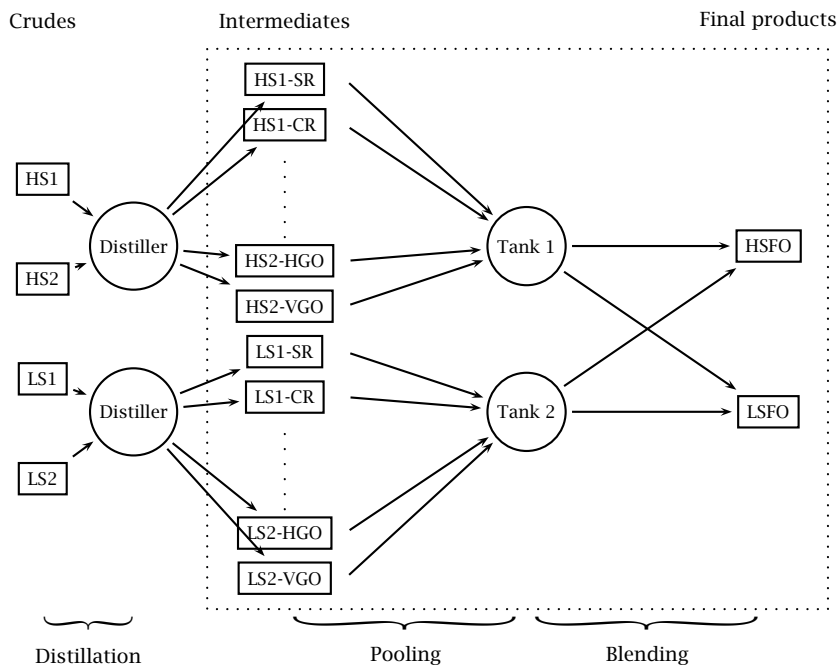 Crudes
Intermediates
Final products
HS1-SR
HS1-CR
HS1
Distiller
Tank 1
HSFO
HS2
HS2-HGO
HS2-VGO
LS1-SR
LS1
LS1-CR
Distiller
Tank 2
LSFO
LS2
LS2-HGO
LS2-VGO
Distillation
Pooling
Blending